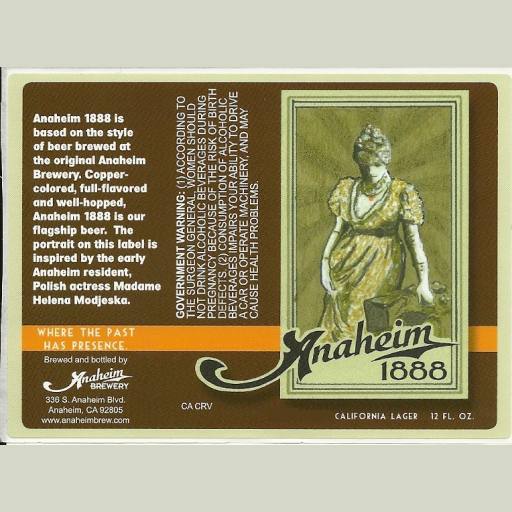 Anaheim 1888 is
based on the style
of beer brewed at
the original Anaheim
Brewery. Copper-
colored, full-flavored
and well-hopped,
Anaheim 1888 is our
flagship beer. The
portrait on this label is
inspired by the early
Anaheim resident,
Polish actress Madame
Helena Modjeska.
WHERE THE PAST
HAS PRESENCE.
Brewed and bottled by
Anaheim
BREWERY
336 S. Anaheim Blvd.
Anaheim, CA 92805
www.anaheimbrew.com
GOVERNMENT WARNING: (1) ACCORDING TO
THE SURGEON GENERAL, WOMEN SHOULD
NOT DRINK ALCOHOLIC BEVERAGES DURING
PREGNANCY BECAUSE OF THE RISK OF BIRTH
DEFECTS. (2) CONSUMPTION OF ALCOHOLIC
BEVERAGES IMPAIRS YOUR ABILITY TO DRIVE
A CAR OR OPERATE MACHINERY, AND MAY
CAUSE HEALTH PROBLEMS.
CA CRV
Anaheim
1888
CALIFORNIA LAGER 12 FL. OZ.